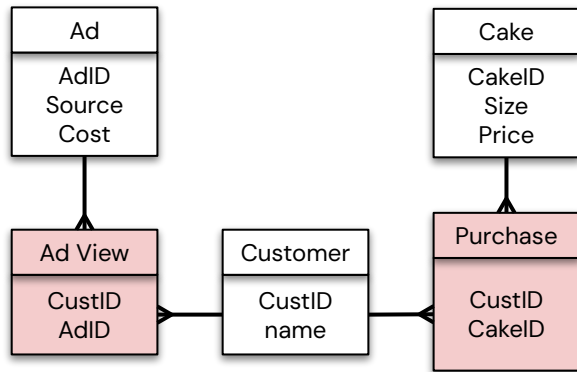 Ad
AdID
Source
Cost
Cake
CakeID
Size
Price
Ad View
CustID
AdID
Customer
CustID
name
Purchase
CustID
CakeID